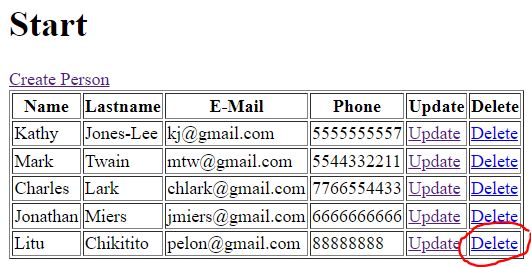 Start
Create Person
Name Lastname E-Mail Phone Update Delete
Kathy Jones-Lee kj@gmail.com 5555555557 Update Delete
Mark Twain mtw@gmail.com 5544332211 Update Delete
Charles Lark chlark@gmail.com 7766554433 Update Delete
Jonathan Miers jmiers@gmail.com 6666666666 Update Delete
Litu Chikitito pelon@gmail.com 88888888 Update Delete